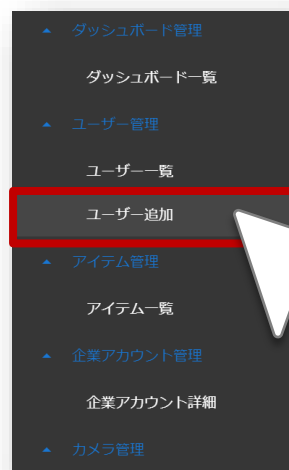 ダッシュボード管理
ダッシュボード一覧
ユーザー管理
ユーザー一覧
ユーザー追加
アイテム管理
アイテム一覧
企業アカウント管理
企業アカウント詳細
カメラ管理